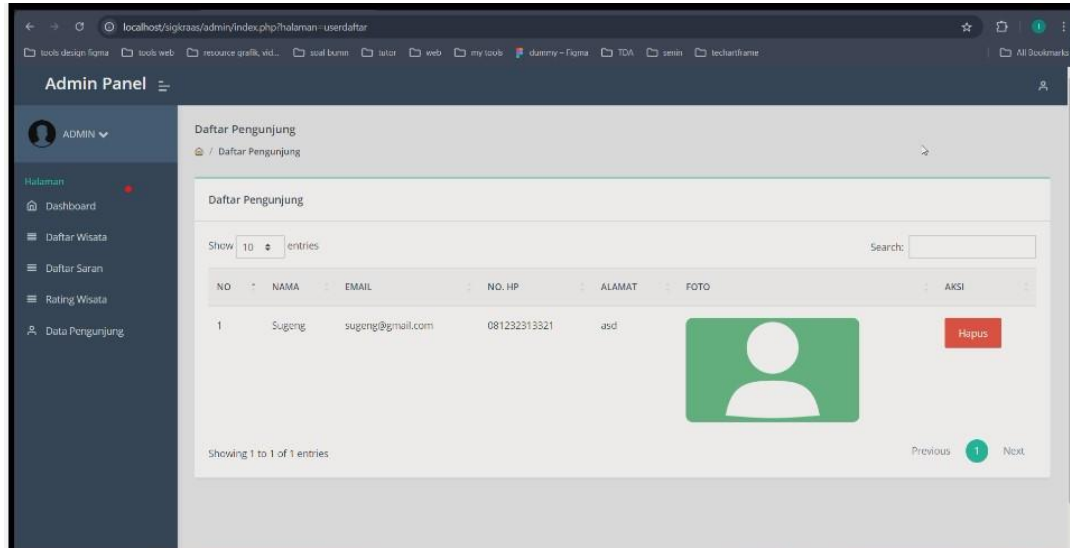 localhost/sigkraas/admin/index.php?halaman=userdaftar
tools design figma tools web resource grafik, vid... soal bumn tutor web my tools dummy – Figma TDA senin techartframe All Bookmarks
Admin Panel
ADMIN
Daftar Pengunjung
/ Daftar Pengunjung
Halaman
Dashboard
Daftar Wisata
Daftar Saran
Rating Wisata
Data Pengunjung
Daftar Pengunjung
Show 10 entries
Search:
NO NAMA EMAIL NO. HP ALAMAT FOTO AKSI
1 Sugeng sugeng@gmail.com 081232313321 asd Hapus
Showing 1 to 1 of 1 entries
Previous 1 Next